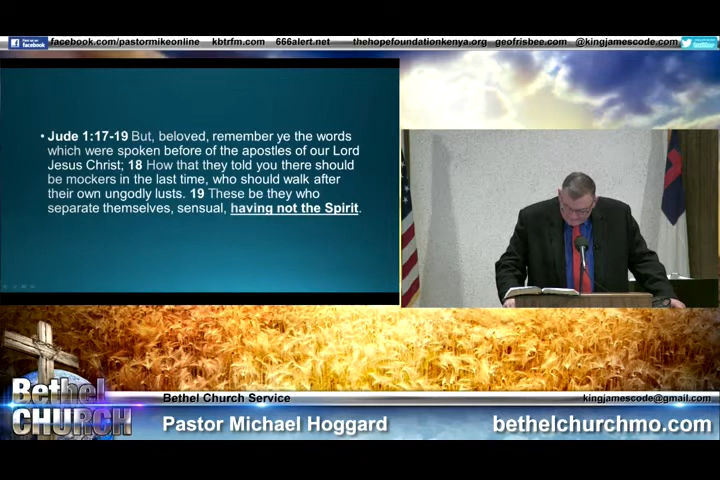 Find us on facebook
facebook.com/pastormikeonline kbtrfm.com 666alert.net thehopefoundationkenya.org geofrisbee.com @kingjamescode.com
• Jude 1:17-19 But, beloved, remember ye the words
which were spoken before of the apostles of our Lord
Jesus Christ; 18 How that they told you there should
be mockers in the last time, who should walk after
their own ungodly lusts. 19 These be they who
separate themselves, sensual, having not the Spirit.
Bethel
CHURCH
Bethel Church Service kingjamescode@gmail.com
Pastor Michael Hoggard bethelchurchmo.com